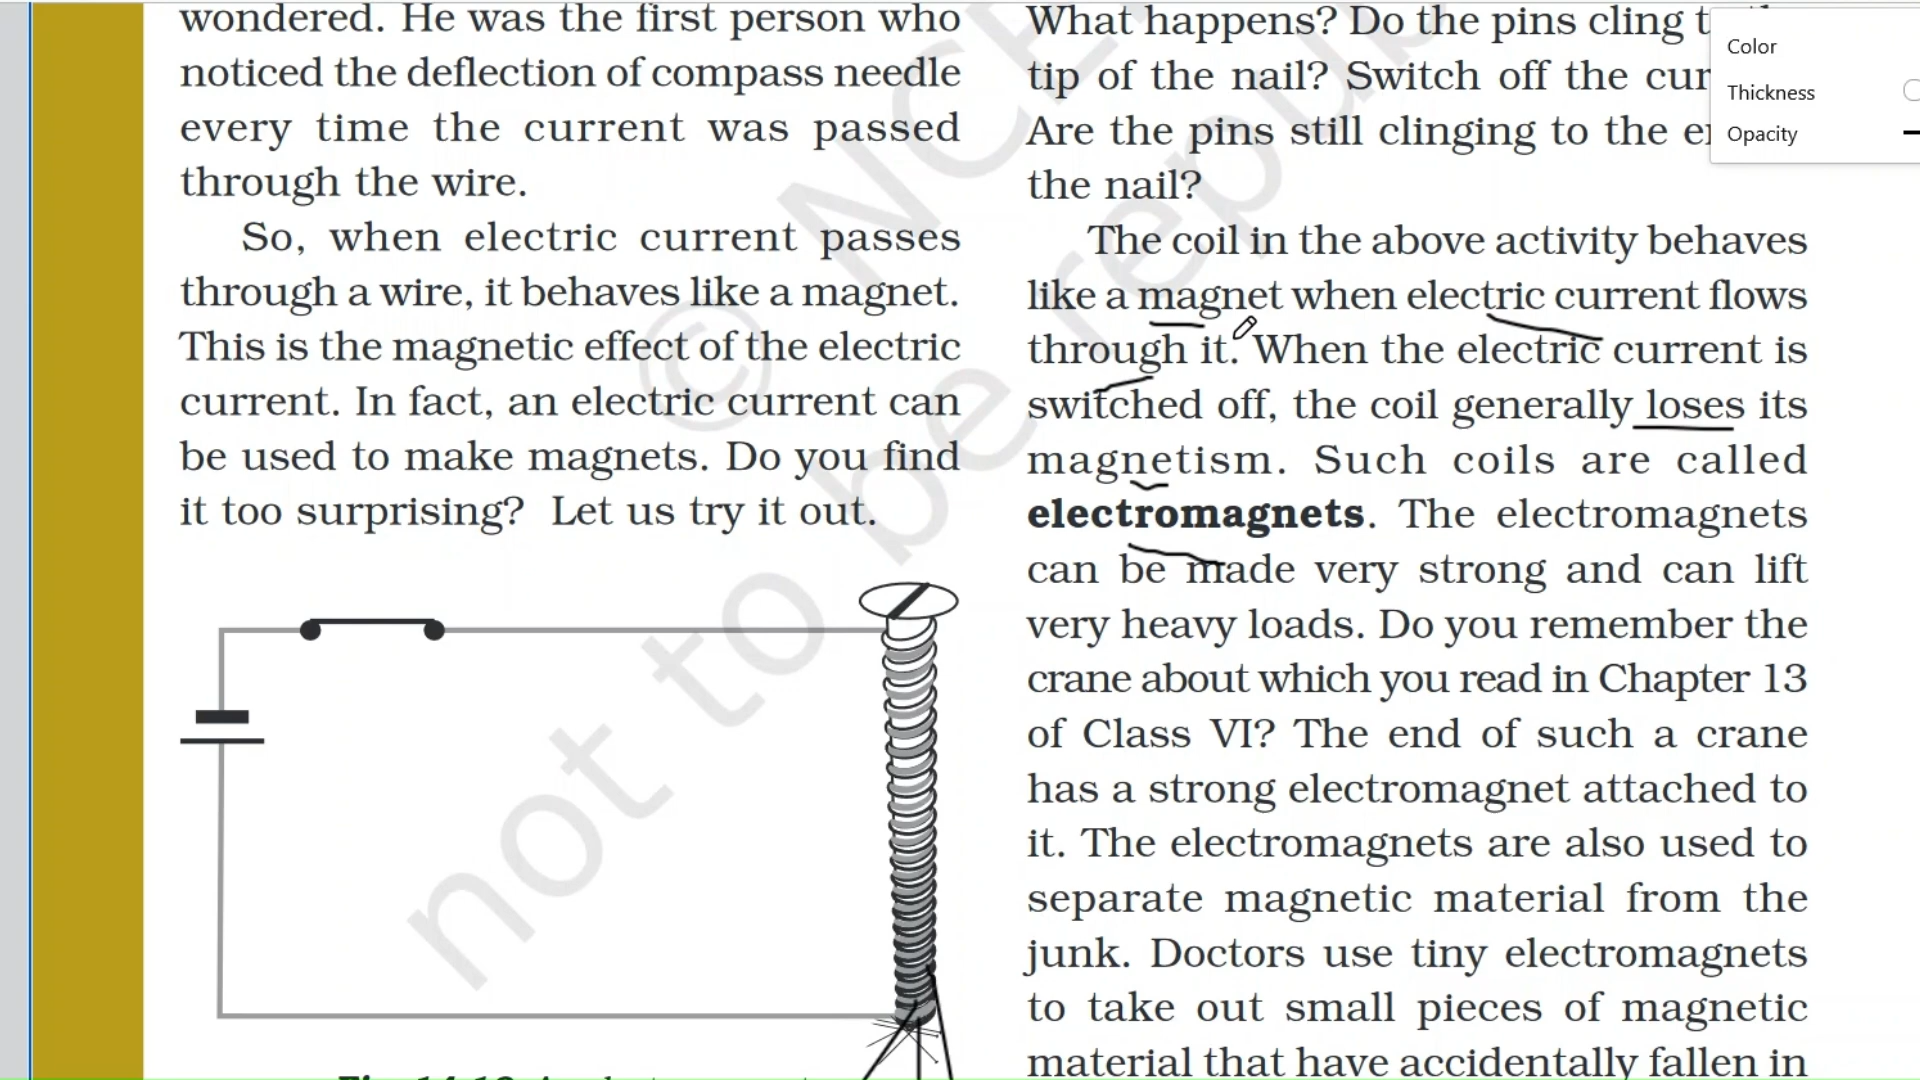 wondered. He was the first person who
noticed the deflection of compass needle
every time the current was passed
through the wire.
So, when electric current passes
through a wire, it behaves like a magnet.
This is the magnetic effect of the electric
current. In fact, an electric current can
be used to make magnets. Do you find
it too surprising? Let us try it out.
What happens? Do the pins cling
tip of the nail? Switch off the
Are the pins still clinging to the
the nail?
The coil in the above activity behaves
like a magnet when electric current flows
through it. When the electric current is
switched off, the coil generally loses its
magnetism. Such coils are called
electromagnets. The electromagnets
can be made very strong and can lift
very heavy loads. Do you remember the
crane about which you read in Chapter 13
of Class VI? The end of such a crane
has a strong electromagnet attached to
it. The electromagnets are also used to
separate magnetic material from the
junk. Doctors use tiny electromagnets
to take out small pieces of magnetic
material that have accidentally fallen in
Color
Thickness
Opacity
© NCE
not to be repub